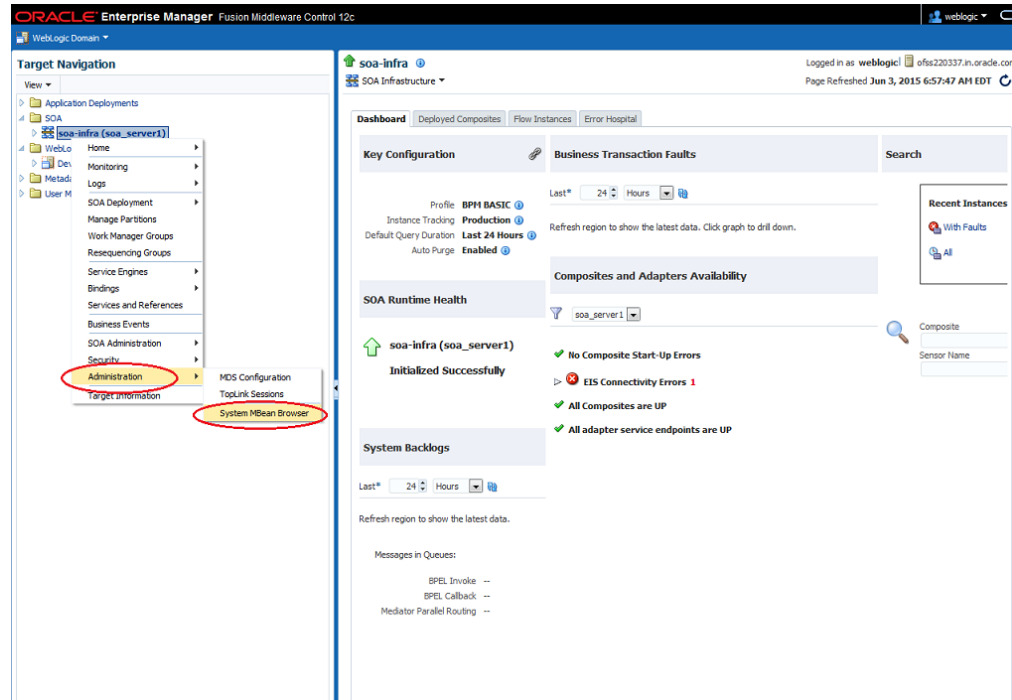 ORACLE Enterprise Manager Fusion Middleware Control 12c
weblogic
WebLogic Domain
Target Navigation
View
Application Deployments
SOA
soa-infra (soa_server1)
WebLo
Dev
Metada
User M
Home
Monitoring
Logs
SOA Deployment
Manage Partitions
Work Manager Groups
Resequencing Groups
Service Engines
Bindings
Services and References
Business Events
SOA Administration
Security
Administration
Target Information
MDS Configuration
TopLink Sessions
System MBean Browser
soa-infra
SOA Infrastructure
Logged in as weblogic
ofss220337.in.oracle.com
Page Refreshed Jun 3, 2015 6:57:47 AM EDT
Dashboard Deployed Composites Flow Instances Error Hospital
Key Configuration
Profile BPM BASIC
Instance Tracking Production
Default Query Duration Last 24 Hours
Auto Purge Enabled
SOA Runtime Health
soa-infra (soa_server1)
Initialized Successfully
System Backlogs
Last* 24 Hours
Refresh region to show the latest data.
Messages in Queues:
BPEL Invoke --
BPEL Callback --
Mediator Parallel Routing --
Business Transaction Faults
Last* 24 Hours
Refresh region to show the latest data. Click graph to drill down.
Composites and Adapters Availability
soa_server1
No Composite Start-Up Errors
EIS Connectivity Errors 1
All Composites are UP
All adapter service endpoints are UP
Search
Recent Instances
With Faults
All
Composite
Sensor Name